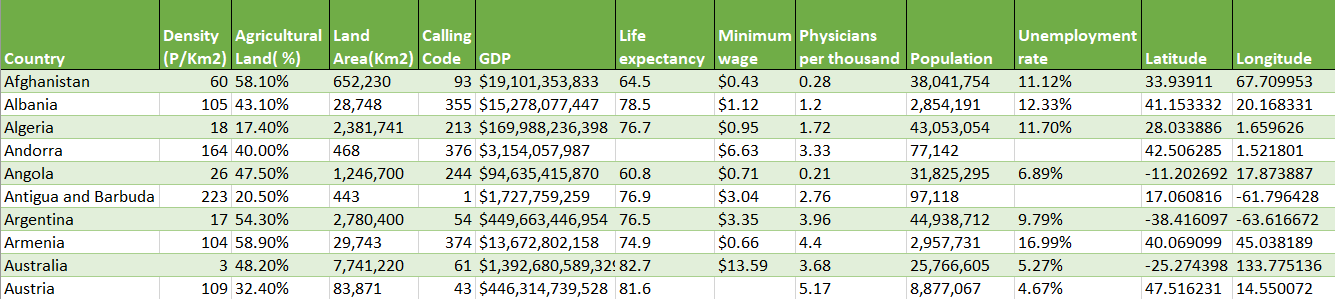 Country Density (P/Km2) Agricultural Land( %) Land Area(Km2) Calling Code GDP Life expectancy Minimum wage Physicians per thousand Population Unemployment rate Latitude Longitude
Afghanistan 60 58.10% 652,230 93 $19,101,353,833 64.5 $0.43 0.28 38,041,754 11.12% 33.93911 67.709953
Albania 105 43.10% 28,748 355 $15,278,077,447 78.5 $1.12 1.2 2,854,191 12.33% 41.153332 20.168331
Algeria 18 17.40% 2,381,741 213 $169,988,236,398 76.7 $0.95 1.72 43,053,054 11.70% 28.033886 1.659626
Andorra 164 40.00% 468 376 $3,154,057,987 $6.63 3.33 77,142 42.506285 1.521801
Angola 26 47.50% 1,246,700 244 $94,635,415,870 60.8 $0.71 0.21 31,825,295 6.89% -11.202692 17.873887
Antigua and Barbuda 223 20.50% 443 1 $1,727,759,259 76.9 $3.04 2.76 97,118 17.060816 -61.796428
Argentina 17 54.30% 2,780,400 54 $449,663,446,954 76.5 $3.35 3.96 44,938,712 9.79% -38.416097 -63.616672
Armenia 104 58.90% 29,743 374 $13,672,802,158 74.9 $0.66 4.4 2,957,731 16.99% 40.069099 45.038189
Australia 3 48.20% 7,741,220 61 $1,392,680,589,329 82.7 $13.59 3.68 25,766,605 5.27% -25.274398 133.775136
Austria 109 32.40% 83,871 43 $446,314,739,528 81.6 5.17 8,877,067 4.67% 47.516231 14.550072